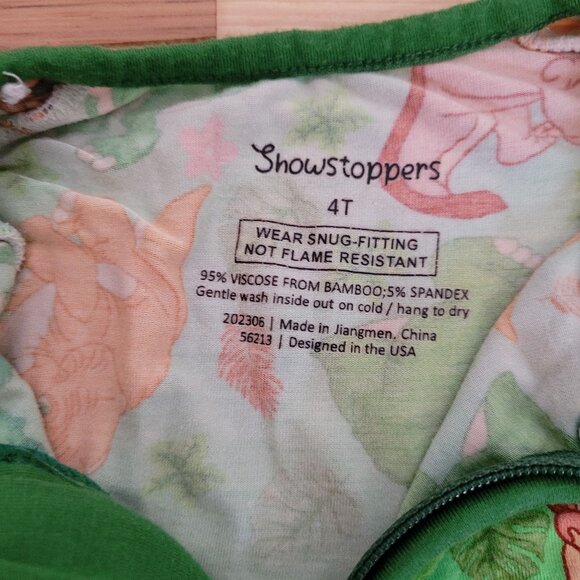 Showstoppers
4T
WEAR SNUG-FITTING
NOT FLAME RESISTANT
95% VISCOSE FROM BAMBOO;5% SPANDEX
Gentle wash inside out on cold / hang to dry
202306 | Made in Jiangmen, China
56213 | Designed in the USA